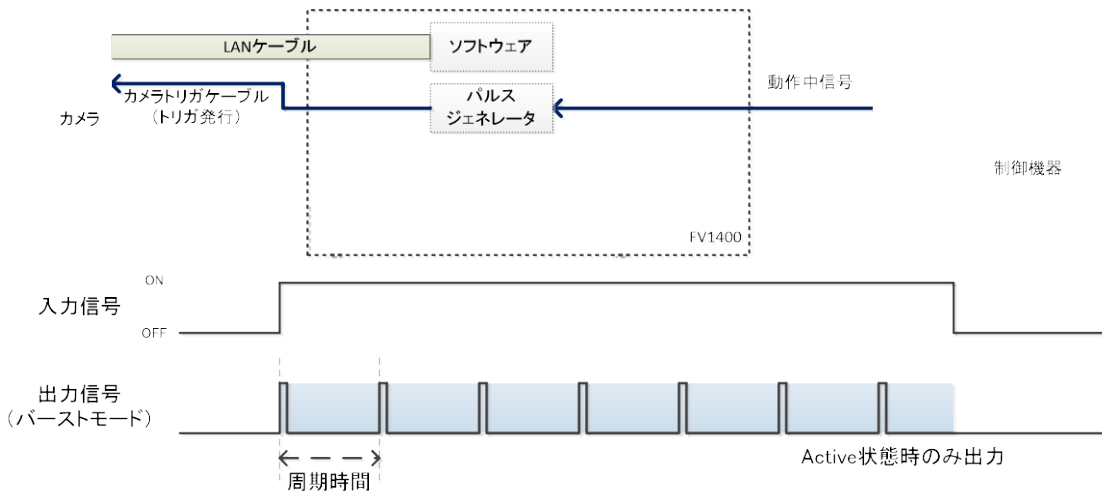 LANケーブル
ソフトウェア
カメラトリガケーブル
（トリガ発行）
カメラ
パルス
ジェネレータ
動作中信号
制御機器
FV1400
入力信号
ON
OFF
出力信号
（バーストモード）
周期時間
Active状態時のみ出力